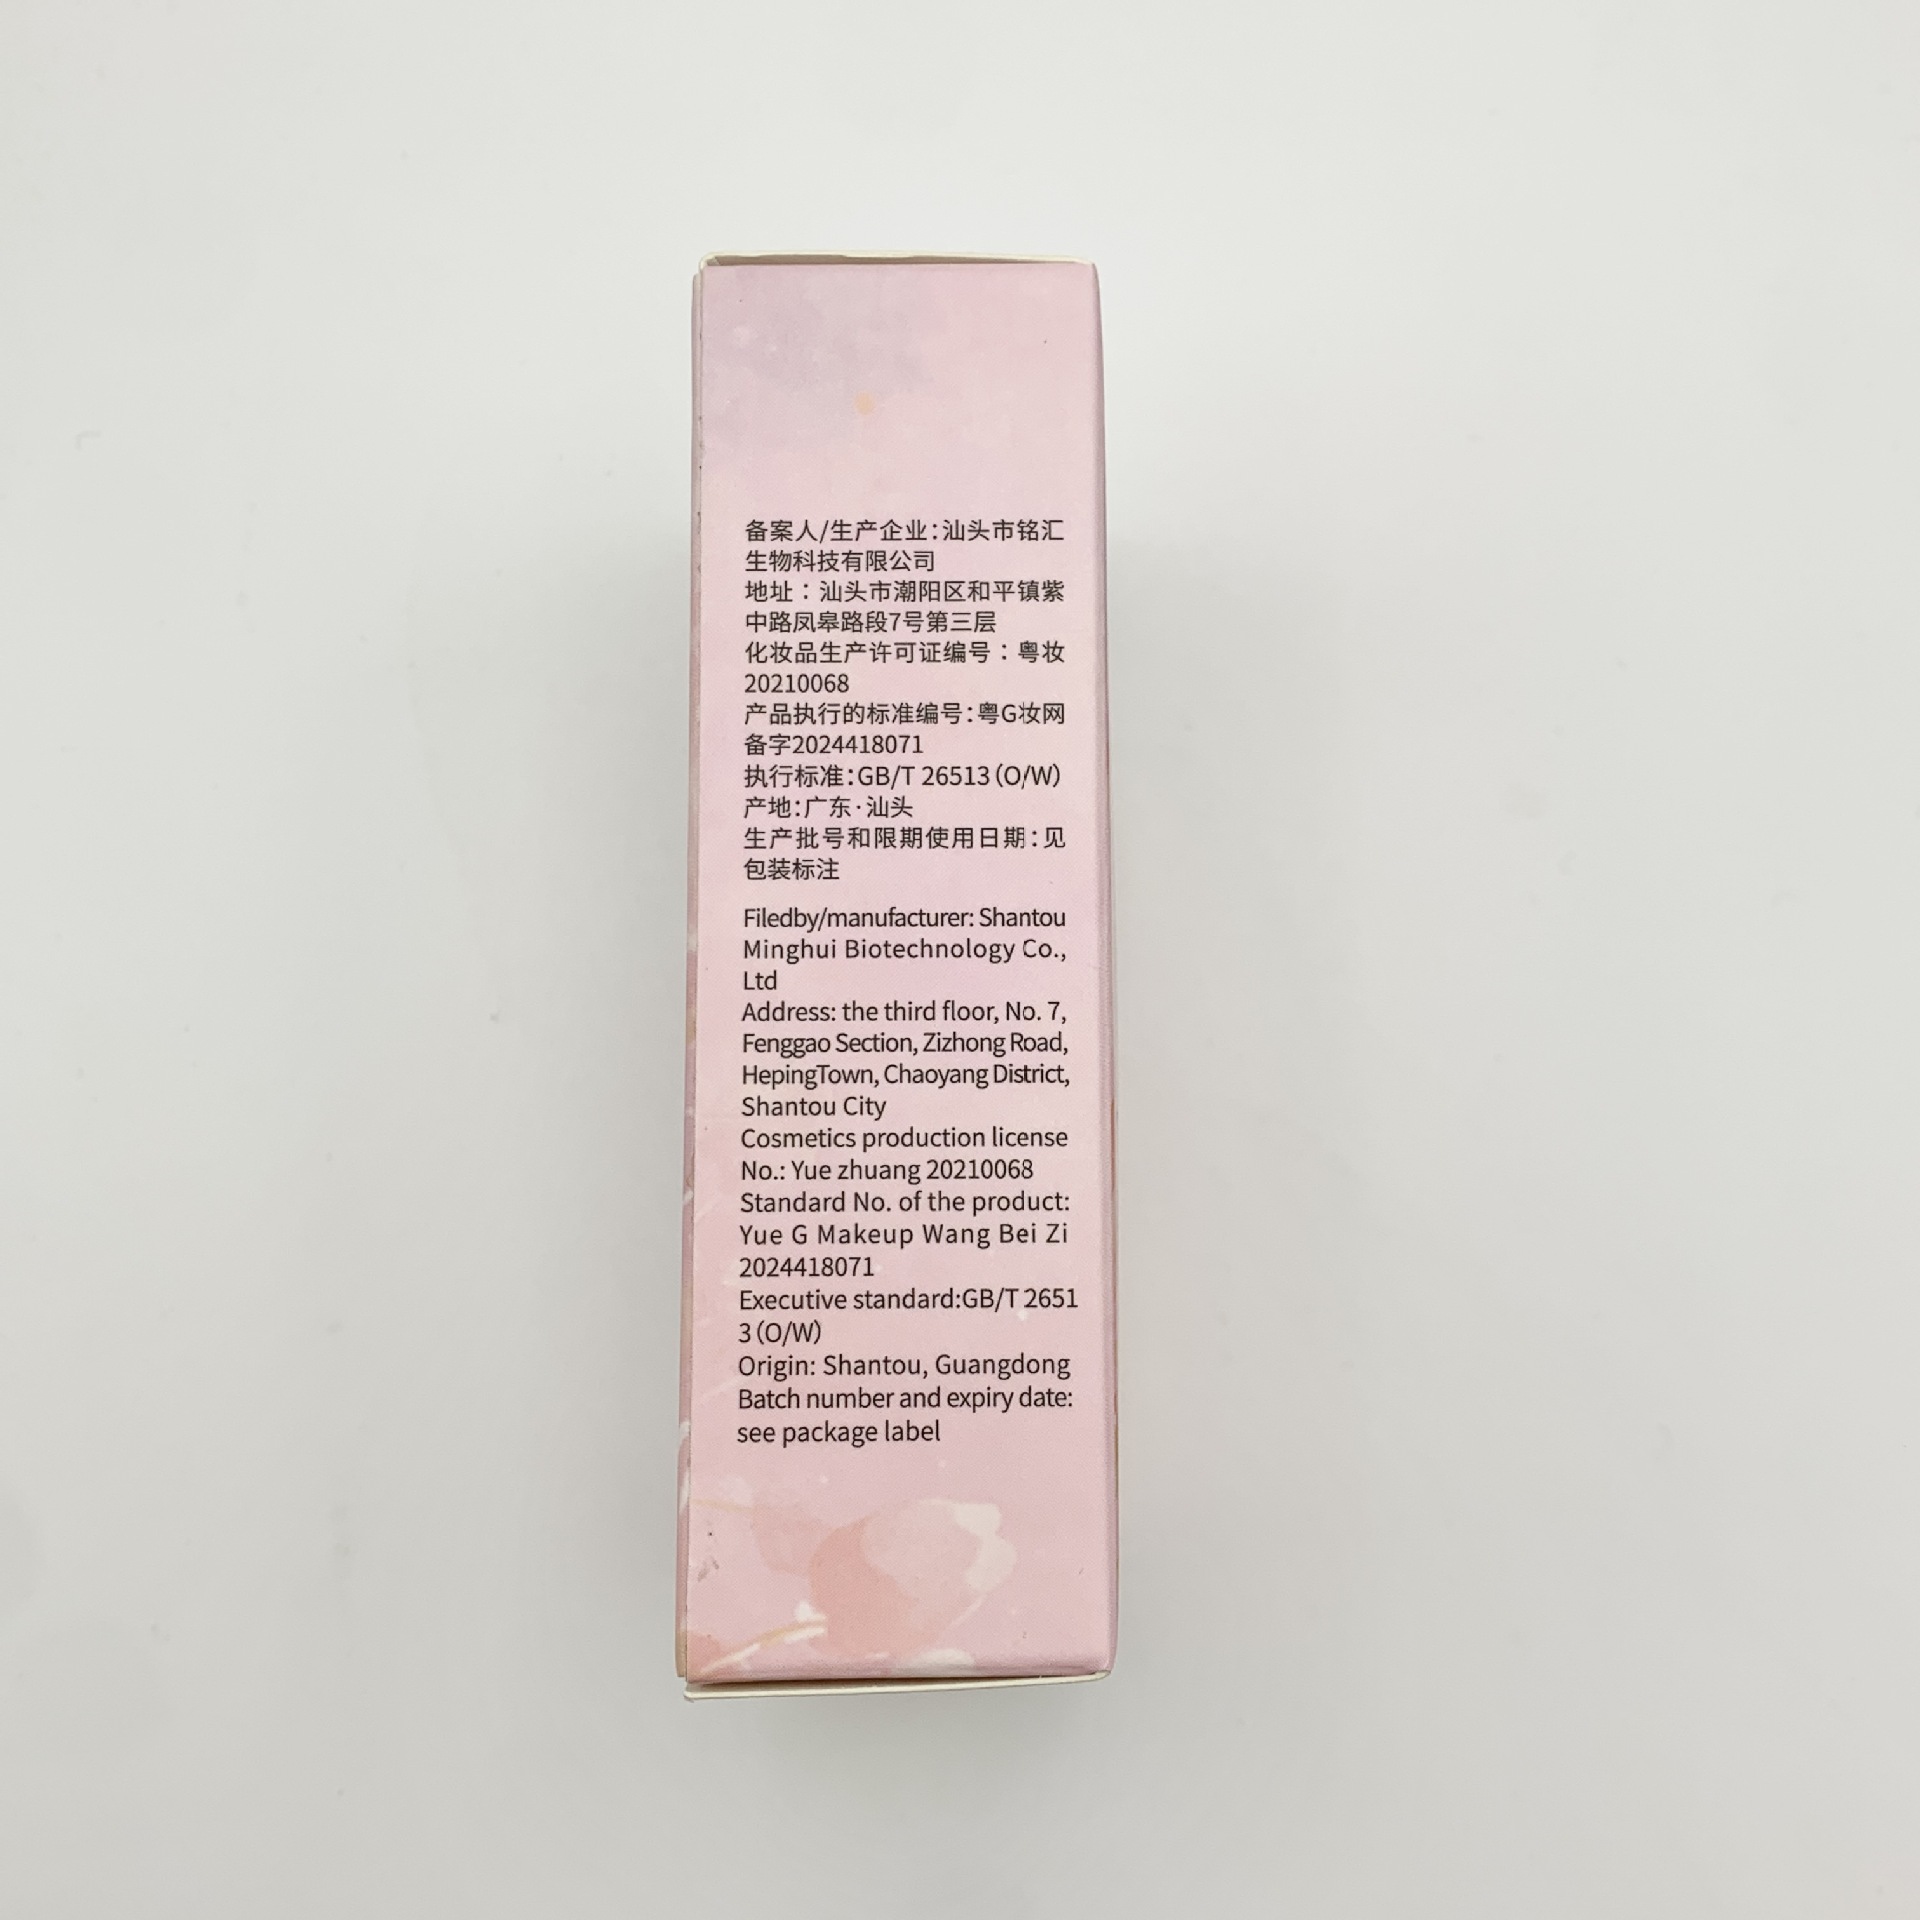 备案人/生产企业:汕头市铭汇
生物科技有限公司
地址：汕头市潮阳区和平镇紫
中路凤皋路段7号第三层
化妆品生产许可证编号：粤妆
20210068
产品执行的标准编号:粤G妆网
备字2024418071
执行标准:GB/T 26513(O/W)
产地:广东·汕头
生产批号和限期使用日期:见
包装标注
Filedby/manufacturer: Shantou
Minghui Biotechnology Co.,
Ltd
Address: the third floor, No. 7,
Fenggao Section, Zizhong Road,
HepingTown, Chaoyang District,
Shantou City
Cosmetics production license
No.: Yue zhuang 20210068
Standard No. of the product:
Yue G Makeup Wang Bei Zi
2024418071
Executive standard:GB/T 2651
3(O/W)
Origin: Shantou, Guangdong
Batch number and expiry date:
see package label